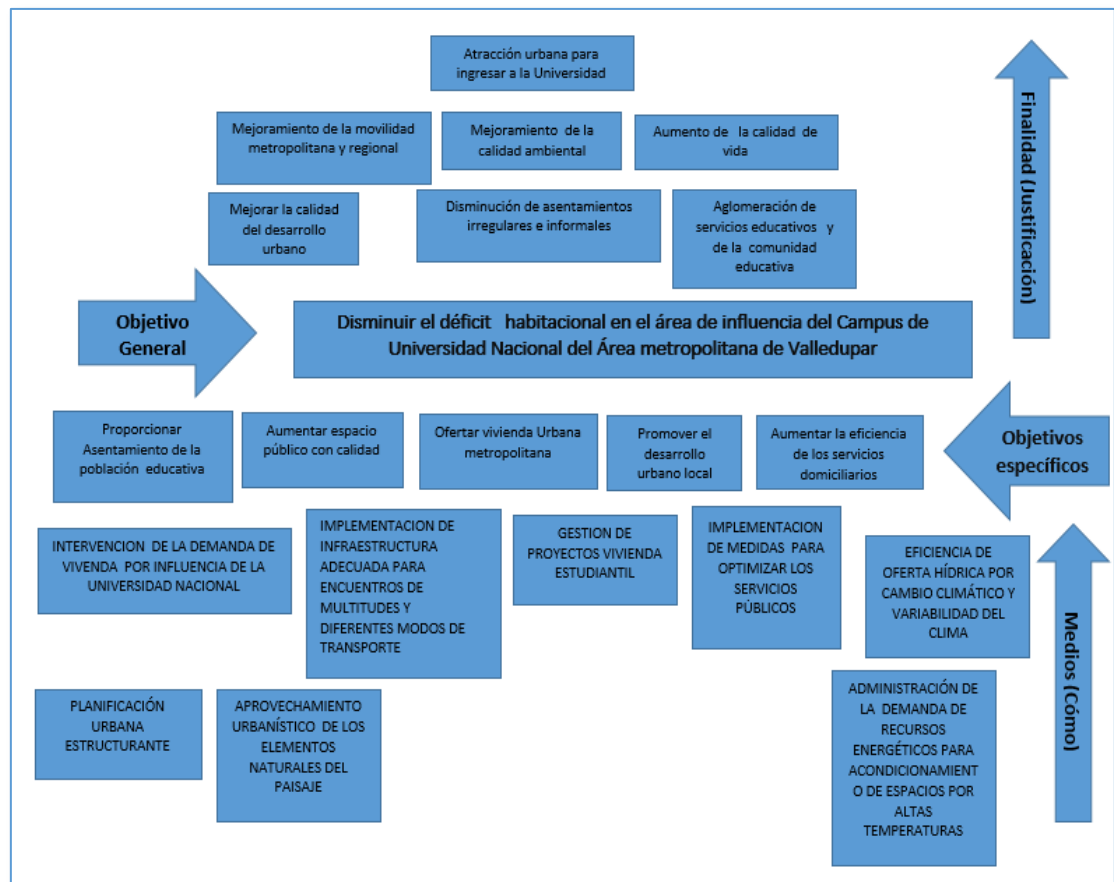 Atracción urbana para
ingresar a la Universidad
Finalidad (Justificación)
Mejoramiento de la movilidad
metropolitana y regional
Mejoramiento de la
calidad ambiental
Aumento de la calidad de
vida
Mejorar la calidad
del desarrollo
urbano
Disminución de asentamientos
irregulares e informales
Aglomeración de
servicios educativos y
de la comunidad
educativa
Objetivo
General
Disminuir el déficit habitacional en el área de influencia del Campus de
Universidad Nacional del Área metropolitana de Valledupar
Proporcionar
Asentamiento de la
población educativa
Aumentar espacio
público con calidad
Ofertar vivienda Urbana
metropolitana
Promover el
desarrollo
urbano local
Aumentar la eficiencia
de los servicios
domiciliarios
Objetivos
específicos
INTERVENCION DE LA DEMANDA DE
VIVENDA POR INFLUENCIA DE LA
UNIVERSIDAD NACIONAL
IMPLEMENTACION DE
INFRAESTRUCTURA
ADECUADA PARA
ENCUENTROS DE
MULTITUDES Y
DIFERENTES MODOS DE
TRANSPORTE
GESTION DE
PROYECTOS VIVIENDA
ESTUDIANTIL
IMPLEMENTACION
DE MEDIDAS PARA
OPTIMIZAR LOS
SERVICIOS
PÚBLICOS
EFICIENCIA DE
OFERTA HÍDRICA POR
CAMBIO CLIMÁTICO Y
VARIABILIDAD DEL
CLIMA
Medios (Cómo)
PLANIFICACIÓN
URBANA
ESTRUCTURANTE
APROVECHAMIENTO
URBANÍSTICO DE LOS
ELEMENTOS
NATURALES DEL
PAISAJE
ADMINISTRACIÓN DE
LA DEMANDA DE
RECURSOS
ENERGÉTICOS PARA
ACONDICIONAMIENT
O DE ESPACIOS POR
ALTAS
TEMPERATURAS